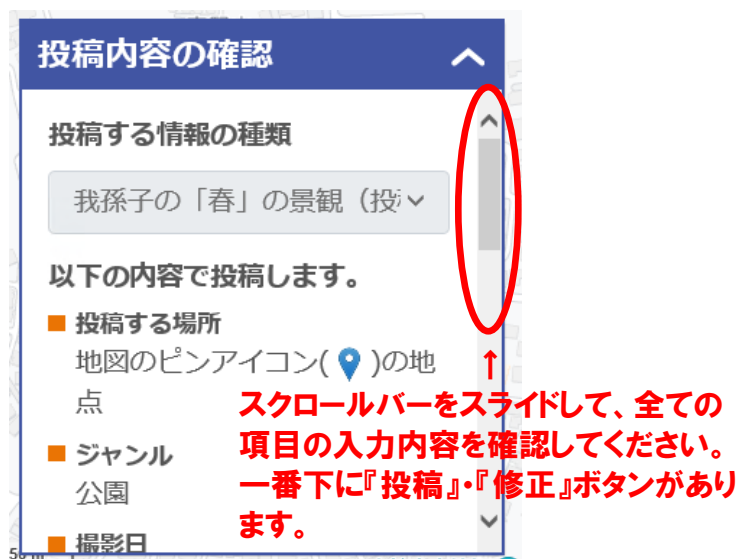 投稿内容の確認
投稿する情報の種類
我孫子の「春」の景観（投
以下の内容で投稿します。
投稿する場所
地図のピンアイコン( )の地
点
ジャンル
公園
撮影日
↑
スクロールバーをスライドして、全ての
項目の入力内容を確認してください。
一番下に『投稿』・『修正』ボタンがあり
ます。